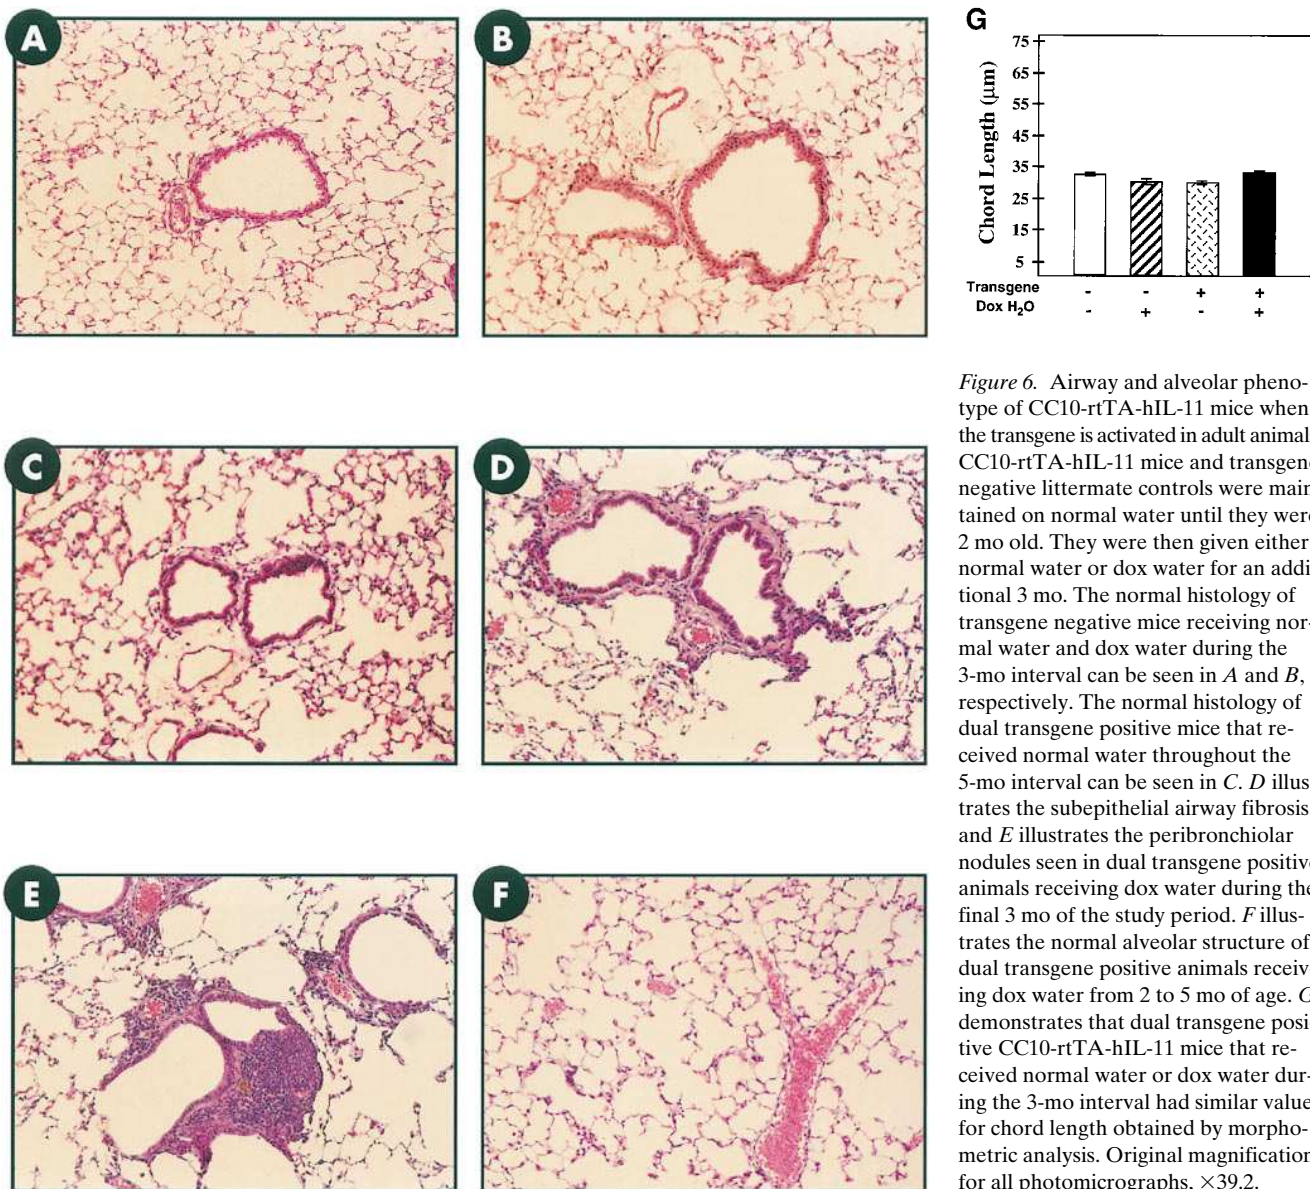 A
B
G
75
65
55
45
35
25
15
5
Chord Length (µm)
Transgene - - + +
Dox H₂O - + - +
C
D
E
F
Figure 6. Airway and alveolar pheno-
type of CC10-rtTA-hIL-11 mice when
the transgene is activated in adult animal
CC10-rtTA-hIL-11 mice and transgene
negative littermate controls were main
tained on normal water until they were
2 mo old. They were then given either
normal water or dox water for an addi
tional 3 mo. The normal histology of
transgene negative mice receiving nor-
mal water and dox water during the
3-mo interval can be seen in A and B,
respectively. The normal histology of
dual transgene positive mice that re-
ceived normal water throughout the
5-mo interval can be seen in C. D illus
trates the subepithelial airway fibrosis
and E illustrates the peribronchiolar
nodules seen in dual transgene positive
animals receiving dox water during the
final 3 mo of the study period. F illus-
trates the normal alveolar structure of
dual transgene positive animals receiv
ing dox water from 2 to 5 mo of age. G
demonstrates that dual transgene posi
tive CC10-rtTA-hIL-11 mice that re-
ceived normal water or dox water dur-
ing the 3-mo interval had similar value
for chord length obtained by morpho-
metric analysis. Original magnification
for all photomicrographs, ×39.2.